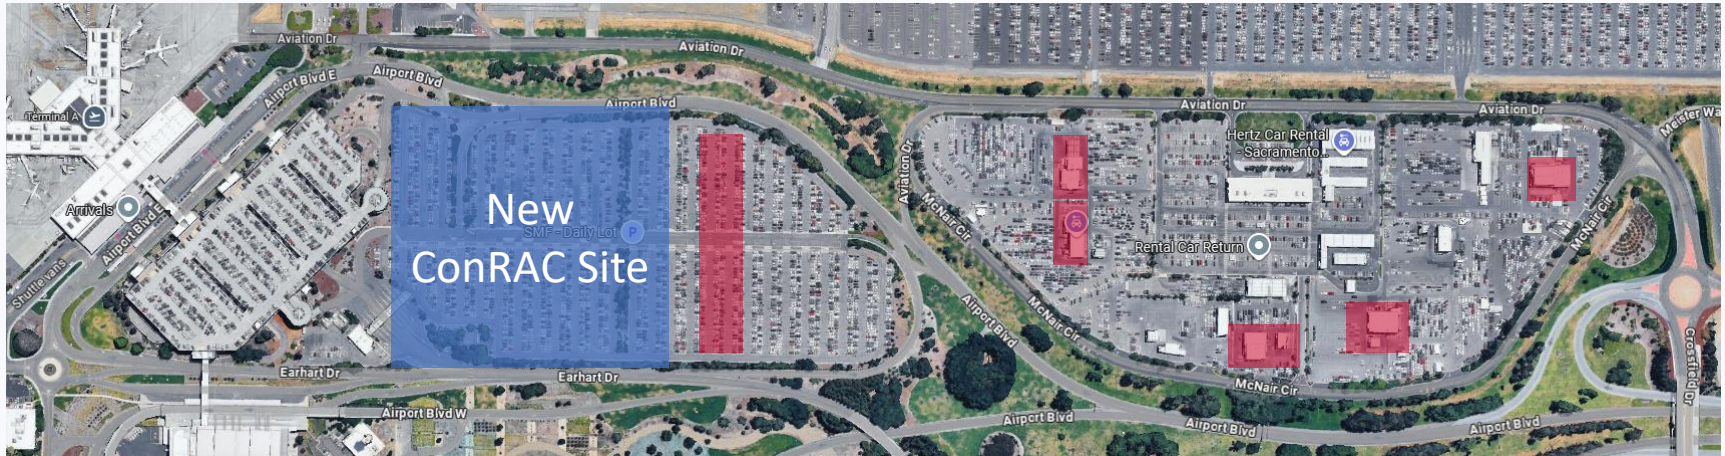 Aviation Dr
Aviation Dr
Airport Blvd E
Airport Blvd
Airport Blvd
Aviation Dr
Aviation Dr
Meister Wa
Terminal A
Hertz Car Rental
- Sacramento...
Aviation Dr
Arrivals
Airport Blvd E
New
ConRAC Site
SMF - Daily Lot
P
McNair Cir
Rental Car Return
McNair Cir
Shuttle vans
McNair Cir
Airport Blvd
Earhart Dr
Earhart Dr
McNair Cir
Crossfield Dr
Airport Blvd W
Airport Blvd
Airport Blvd
Airport Blvd